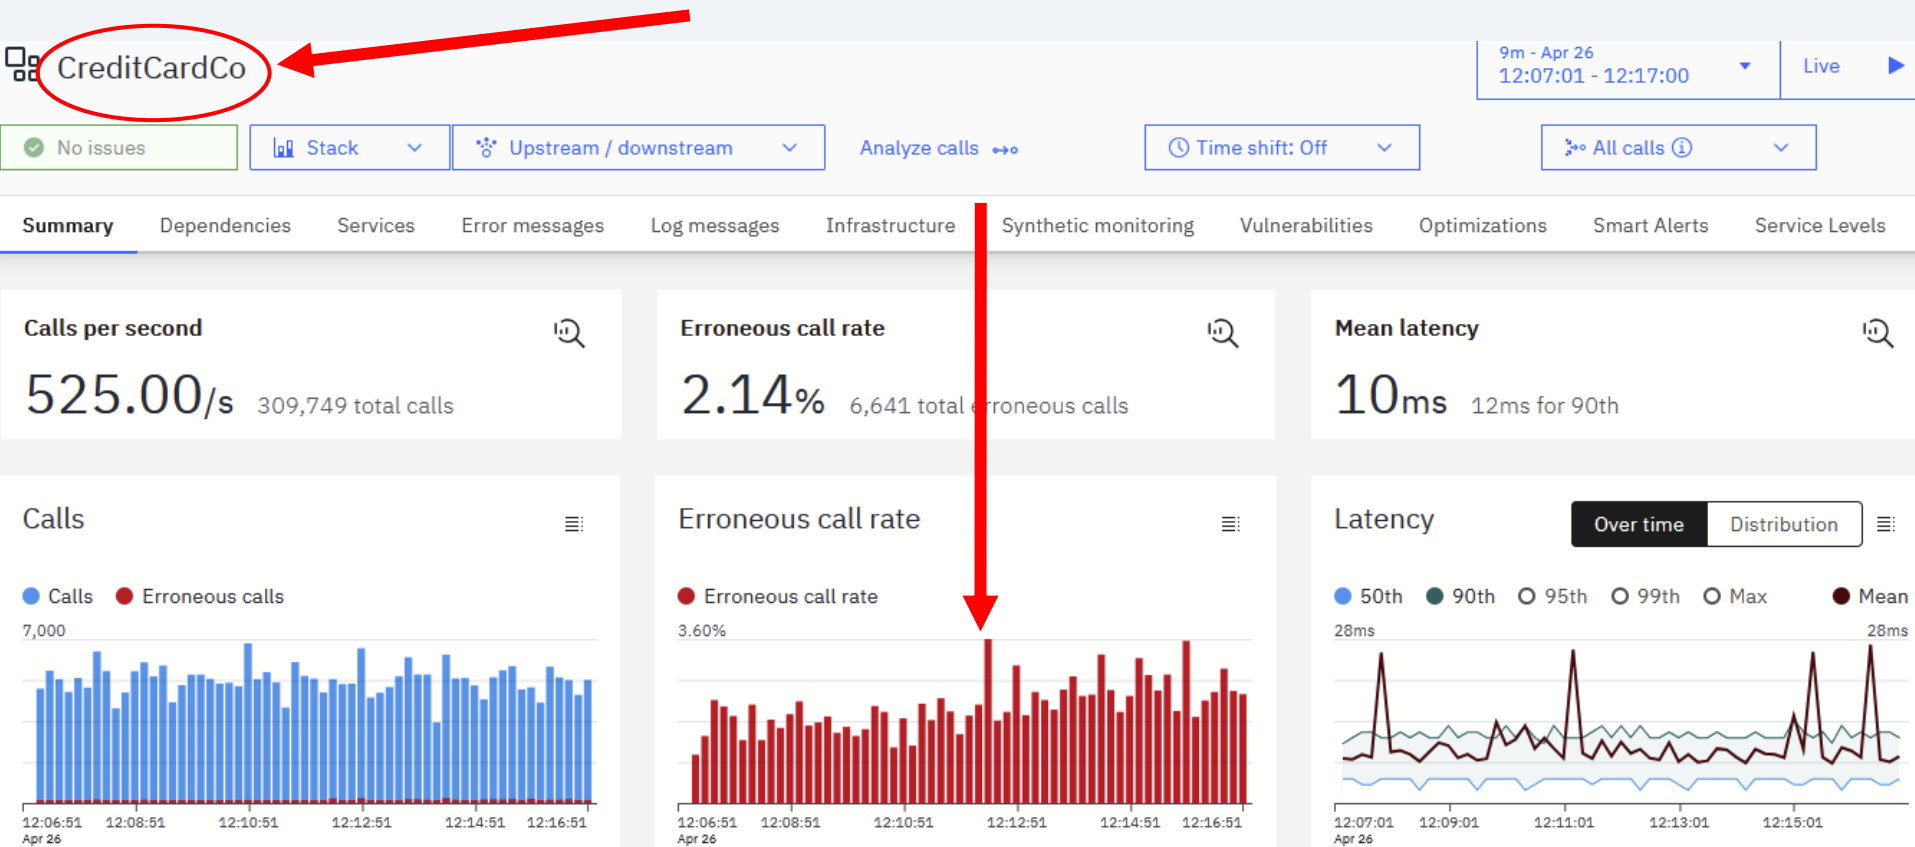 CreditCardCo
9m - Apr 26
12:07:01 - 12:17:00
Live
No issues
Stack
Upstream / downstream
Analyze calls
Time shift: Off
All calls
Summary
Dependencies
Services
Error messages
Log messages
Infrastructure
Synthetic monitoring
Vulnerabilities
Optimizations
Smart Alerts
Service Levels
Calls per second
525.00/s 309,749 total calls
Erroneous call rate
2.14% 6,641 total erroneous calls
Mean latency
10ms 12ms for 90th
Calls
Calls Erroneous calls
7,000
12:06:51 12:08:51 12:10:51 12:12:51 12:14:51 12:16:51
Apr 26
Erroneous call rate
Erroneous call rate
3.60%
12:06:51 12:08:51 12:10:51 12:12:51 12:14:51 12:16:51
Apr 26
Latency
Over time Distribution
50th 90th 95th 99th Max Mean
28ms 28ms
12:07:01 12:09:01 12:11:01 12:13:01 12:15:01
Apr 26